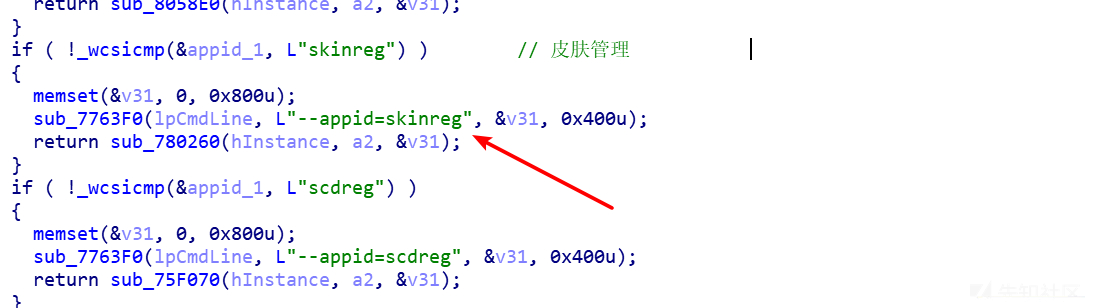 return sub_8058E0(hInstance, a2, &v31);
}
if ( !_wcsicmp(&appid_1, L"skinreg") ) // 皮肤管理
{
memset(&v31, 0, 0x800u);
sub_7763F0(lpCmdLine, L"--appid=skinreg", &v31, 0x400u);
return sub_780260(hInstance, a2, &v31);
}
if ( !_wcsicmp(&appid_1, L"scdreg") )
{
memset(&v31, 0, 0x800u);
sub_7763F0(lpCmdLine, L"--appid=scdreg", &v31, 0x400u);
return sub_75F070(hInstance, a2, &v31);
}